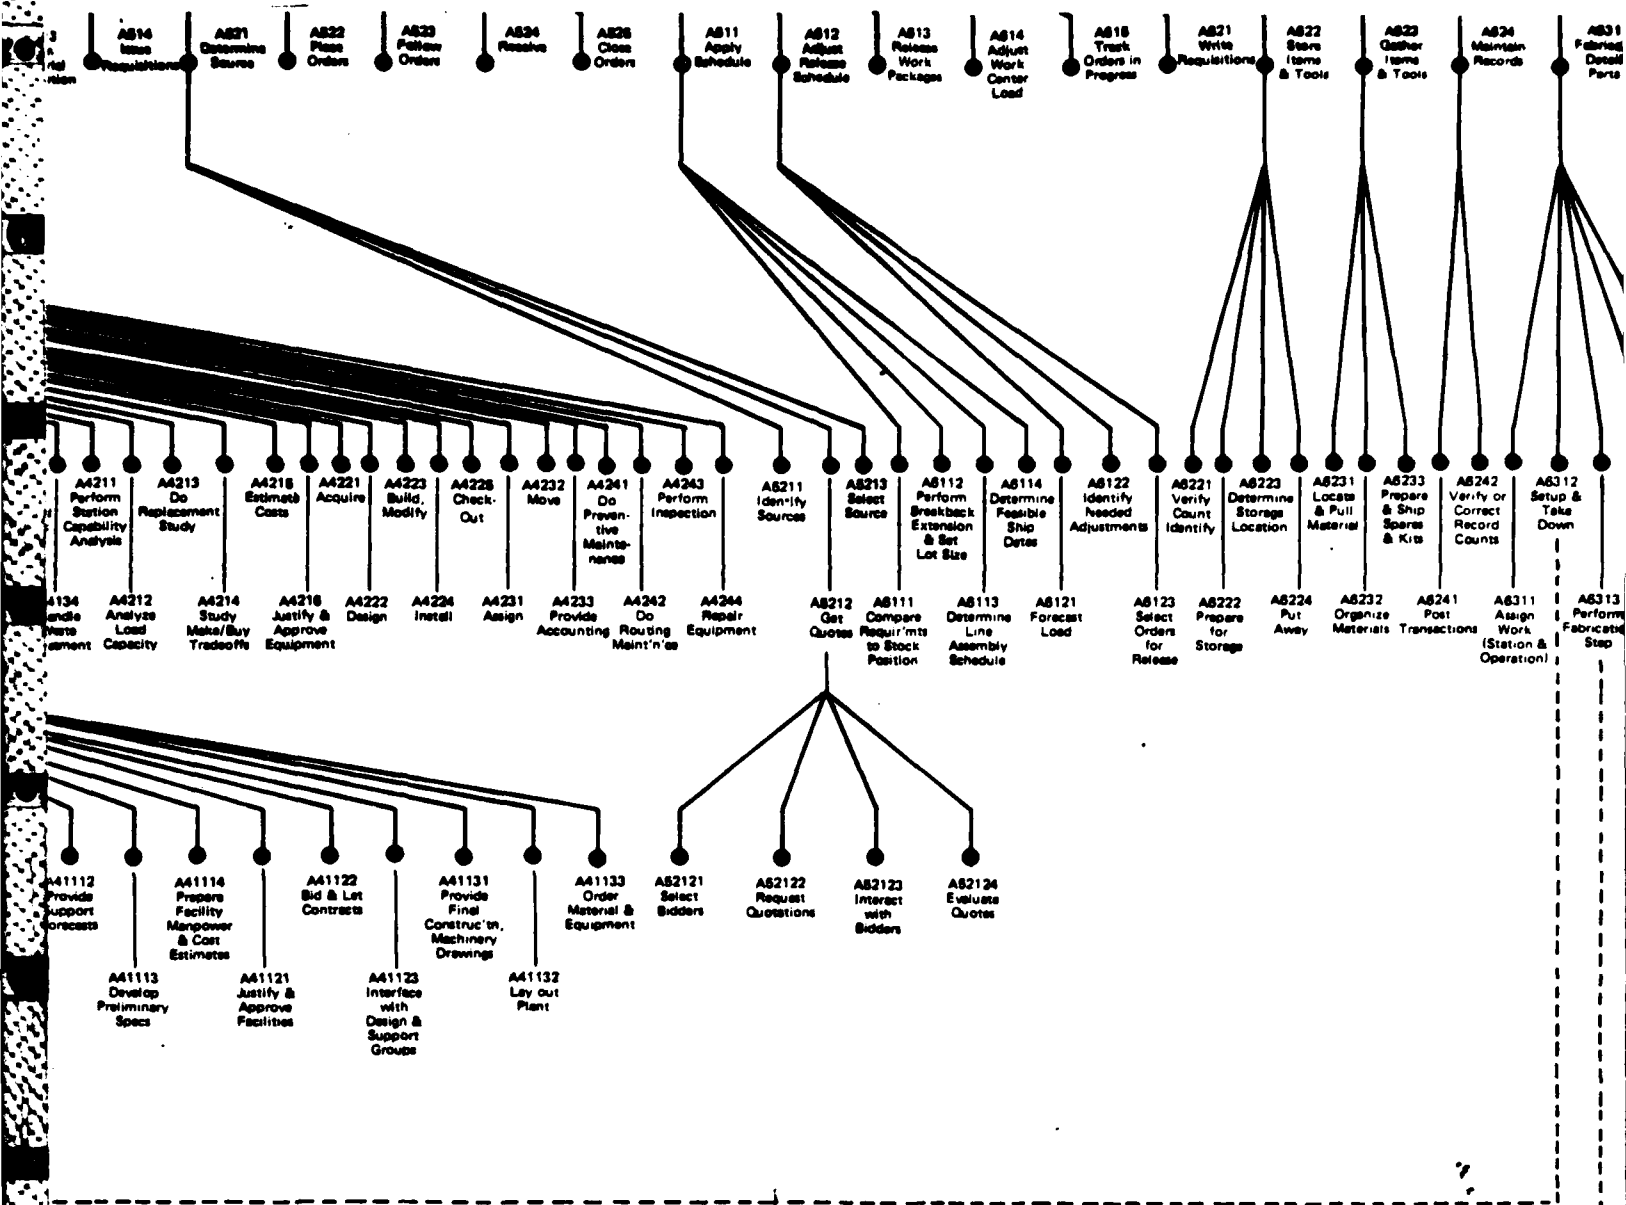 A514
Issue
Requisitions
A521
Determine
Source
A522
Place
Orders
A523
Follow
Orders
A524
Receive
A525
Close
Orders
A611
Apply
Schedule
A612
Adjust
Release
Schedule
A613
Release
Work
Packages
A614
Adjust
Work
Center
Load
A615
Track
Orders in
Progress
A621
Write
Requisitions
A622
Store
Items
& Tools
A623
Gather
Items
& Tools
A624
Maintain
Records
A631
Detail
Parts
A4211
Perform
Station
Capability
Analysis
A4213
Do
Replacement
Study
A4215
Estimate
Costs
A4221
Acquire
A4223
Build,
Modify
A4225
Check-
Out
A4232
Move
A4241
Do
Preven-
tive
Mainte-
nance
A4243
Perform
Inspection
A5211
Identify
Sources
A5213
Select
Source
A6112
Perform
Breakback
Extension
& Set
Lot Size
A6114
Determine
Feasible
Ship
Dates
A6122
Identify
Needed
Adjustments
A6221
Verify
Count
Identify
A6223
Determine
Storage
Location
A6231
Locate
& Pull
Material
A6233
Prepare
& Ship
Spares
& Kits
A6242
Verify or
Correct
Record
Counts
A6312
Setup &
Take
Down
4134
A4212
Analyze
Load
Capacity
A4214
Study
Make/Buy
Tradeoffs
A4216
Justify &
Approve
Equipment
A4222
Design
A4224
Install
A4231
Assign
A4233
Provide
Accounting
A4242
Do
Routing
Maint'n'ce
A4244
Repair
Equipment
A5212
Get
Quotes
A6111
Compare
Requir'mts
to Stock
Position
A6113
Determine
Line
Assembly
Schedule
A6121
Forecast
Load
A6123
Select
Orders
for
Release
A6222
Prepare
for
Storage
A6224
Put
Away
A6232
Organize
Materials
A6241
Post
Transactions
A6311
Assign
Work
(Station &
Operation)
A6313
Perform
Step
A41112
Provide
A41114
Prepare
Facility
Manpower
& Cost
Estimates
A41122
Bid & Let
Contracts
A41131
Provide
Final
Construc'tn,
Machinery
Drawings
A41133
Order
Material &
Equipment
A52121
Select
Bidders
A52122
Request
Quotations
A52123
Interact
with
Bidders
A52124
Evaluate
Quotes
A41113
Develop
Preliminary
Specs
A41121
Justify &
Approve
Facilities
A41123
Interface
with
Design &
Support
Groups
A41132
Lay out
Plant